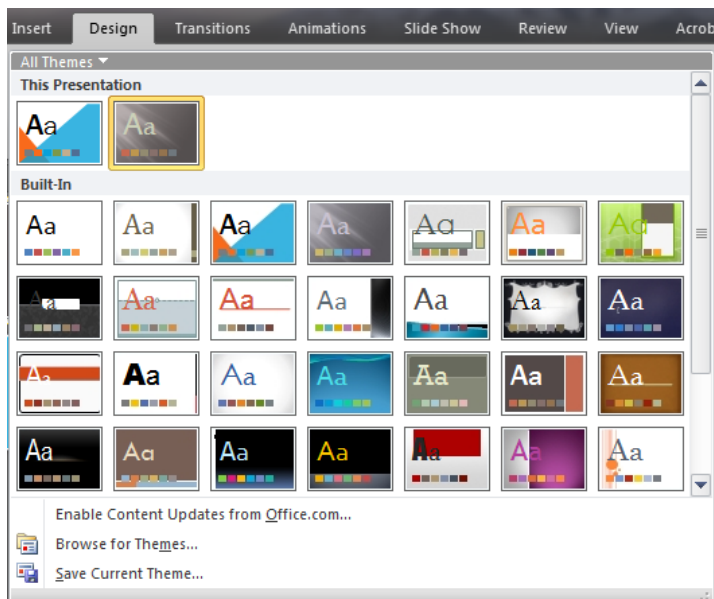 Insert Design Transitions Animations Slide Show Review View Acrob
All Themes
This Presentation
Aa Aa
Built-In
Aa Aa Aa Aa Aa Aa Aa
Aa Aa Aa Aa Aa Aa Aa
Aa Aa Aa Aa Aa Aa Aa
Aa Aa Aa Aa Aa Aa Aa
Enable Content Updates from Office.com...
Browse for Themes...
Save Current Theme...